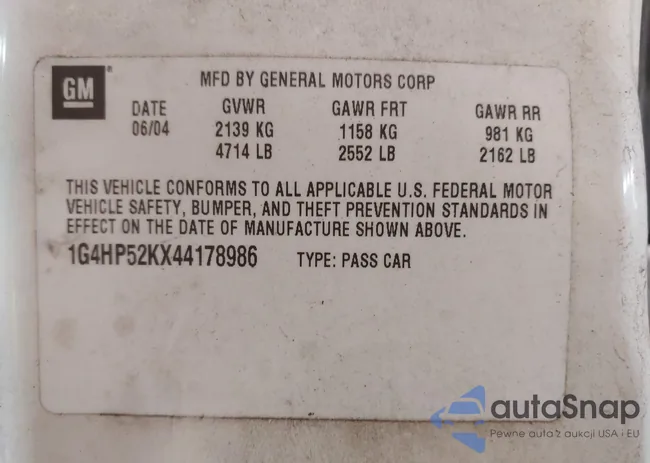 GM
MFD BY GENERAL MOTORS CORP
DATE GVWR GAWR FRT GAWR RR
06/04 2139 KG 1158 KG 981 KG
4714 LB 2552 LB 2162 LB
THIS VEHICLE CONFORMS TO ALL APPLICABLE U.S. FEDERAL MOTOR
VEHICLE SAFETY, BUMPER, AND THEFT PREVENTION STANDARDS IN
EFFECT ON THE DATE OF MANUFACTURE SHOWN ABOVE.
1G4HP52KX44178986 TYPE: PASS CAR
autaSnap
Pewne auta z aukcji USA i EU